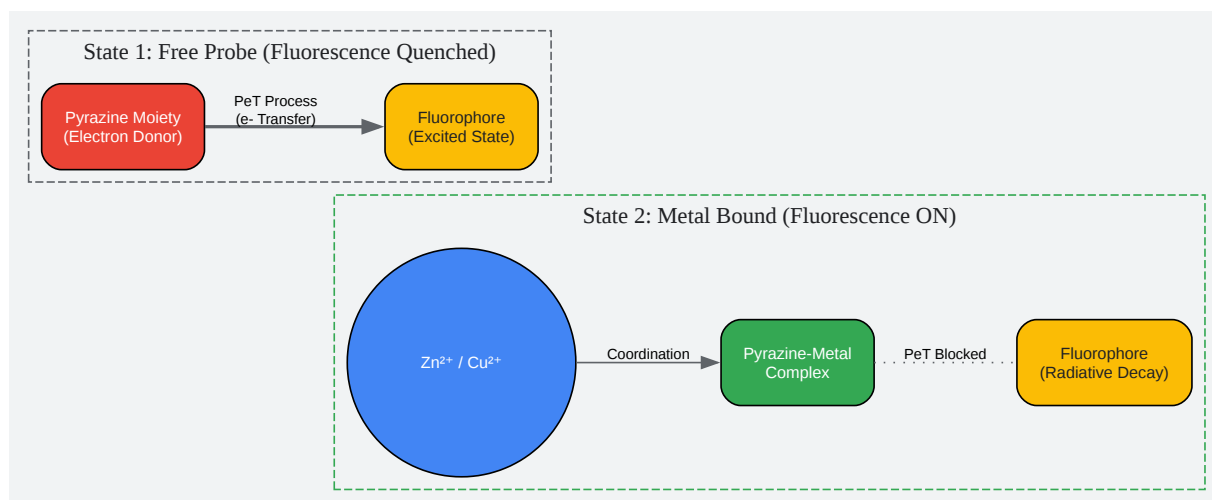 State 1: Free Probe (Fluorescence Quenched)
Pyrazine Moiety
(Electron Donor)
PeT Process
(e- Transfer)
Fluorophore
(Excited State)
State 2: Metal Bound (Fluorescence ON)
Zn²⁺ / Cu²⁺
Coordination
Pyrazine-Metal
Complex
PeT Blocked
Fluorophore
(Radiative Decay)